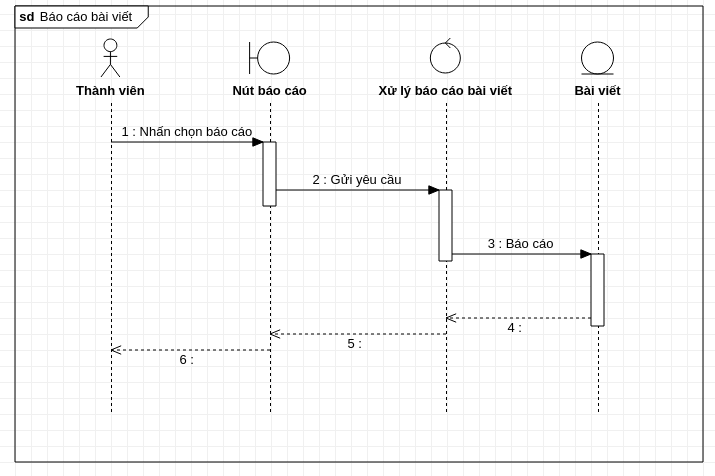 sd Báo cáo bài viết
Thành viên
Nút báo cáo
Xử lý báo cáo bài viết
Bài viết
1 : Nhấn chọn báo cáo
2 : Gửi yêu cầu
3 : Báo cáo
4 :
5 :
6 :